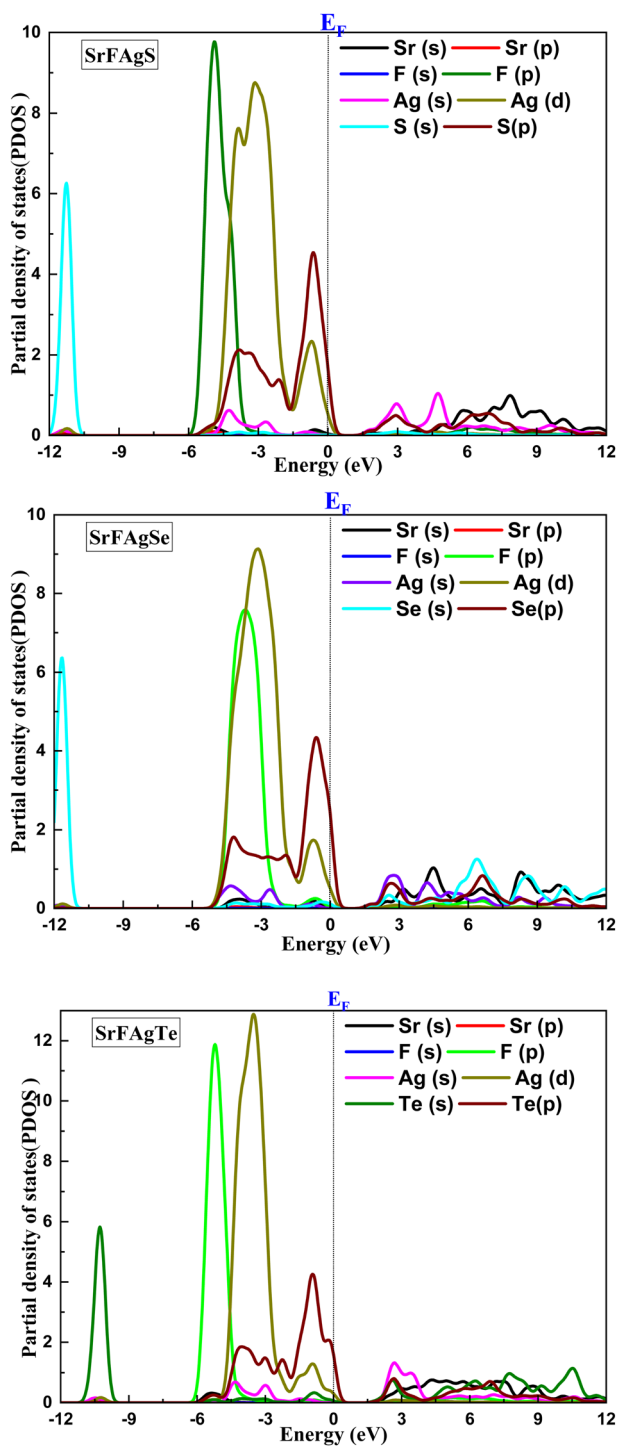 E_F
SrFAgS
Sr (s) Sr (p)
F (s) F (p)
Ag (s) Ag (d)
S (s) S(p)
Partial density of states(PDOS )
10
8
6
4
2
0
-12 -9 -6 -3 0 3 6 9 12
Energy (eV)
E_F
SrFAgSe
Sr (s) Sr (p)
F (s) F (p)
Ag (s) Ag (d)
Se (s) Se(p)
Partial density of states(PDOS )
10
8
6
4
2
0
-12 -9 -6 -3 0 3 6 9 12
Energy (eV)
E_F
SrFAgTe
Sr (s) Sr (p)
F (s) F (p)
Ag (s) Ag (d)
Te (s) Te(p)
Partial density of states(PDOS )
12
10
8
6
4
2
0
-12 -9 -6 -3 0 3 6 9 12
Energy (eV)